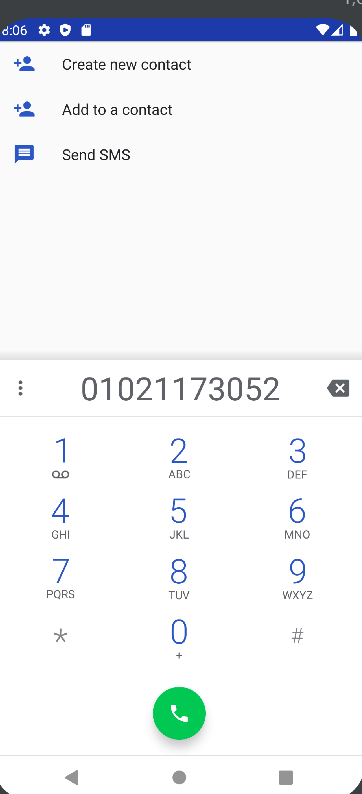 8:06
Create new contact
Add to a contact
Send SMS
01021173052
1 2 3
ABC DEF
4 5 6
GHI JKL MNO
7 8 9
PQRS TUV WXYZ
* 0 #
+